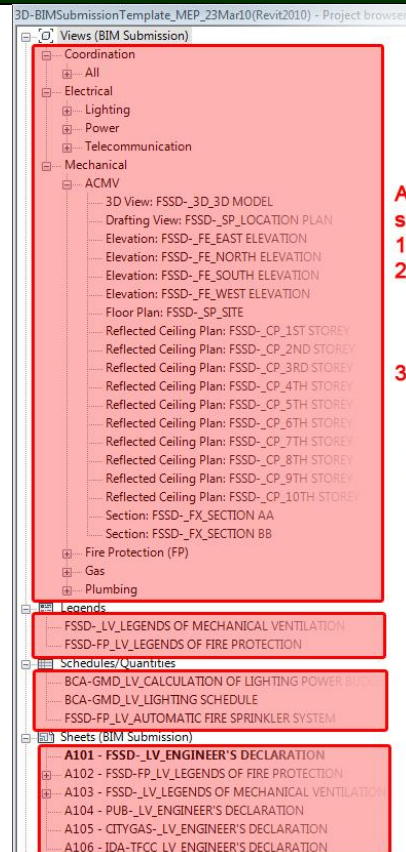 3D-BIMSubmissionTemplate_MEP_23Mar10(Revit2010) - Project browser
Views (BIM Submission)
Coordination
All
Electrical
Lighting
Power
Telecommunication
Mechanical
ACMV
3D View: FSSD-_3D_3D MODEL
Drafting View: FSSD-_SP_LOCATION PLAN
Elevation: FSSD-_FE_EAST ELEVATION
Elevation: FSSD-_FE_NORTH ELEVATION
Elevation: FSSD-_FE_SOUTH ELEVATION
Elevation: FSSD-_FE_WEST ELEVATION
Floor Plan: FSSD-_SP_SITE
Reflected Ceiling Plan: FSSD-_CP_1ST STOREY
Reflected Ceiling Plan: FSSD-_CP_2ND STOREY
Reflected Ceiling Plan: FSSD-_CP_3RD STOREY
Reflected Ceiling Plan: FSSD-_CP_4TH STOREY
Reflected Ceiling Plan: FSSD-_CP_5TH STOREY
Reflected Ceiling Plan: FSSD-_CP_6TH STOREY
Reflected Ceiling Plan: FSSD-_CP_7TH STOREY
Reflected Ceiling Plan: FSSD-_CP_8TH STOREY
Reflected Ceiling Plan: FSSD-_CP_9TH STOREY
Reflected Ceiling Plan: FSSD-_CP_10TH STOREY
Section: FSSD-_FX_SECTION AA
Section: FSSD-_FX_SECTION BB
Fire Protection (FP)
Gas
Plumbing
Legends
FSSD-_LV_LEGENDS OF MECHANICAL VENTILATION
FSSD-FP_LV_LEGENDS OF FIRE PROTECTION
Schedules/Quantities
BCA-GMD_LV_CALCULATION OF LIGHTING POWER
BCA-GMD_LV_LIGHTING SCHEDULE
FSSD-FP_LV_AUTOMATIC FIRE SPRINKLER SYSTEM
Sheets (BIM Submission)
A101 - FSSD-_LV_ENGINEER'S DECLARATION
A102 - FSSD-FP_LV_LEGENDS OF FIRE PROTECTION
A103 - FSSD-_LV_LEGENDS OF MECHANICAL VENTILATION
A104 - PUB-_LV_ENGINEER'S DECLARATION
A105 - CITYGAS-_LV_ENGINEER'S DECLARATION
A106 - IDA-TFCC_LV_ENGINEER'S DECLARATION
A
s
1
2
3